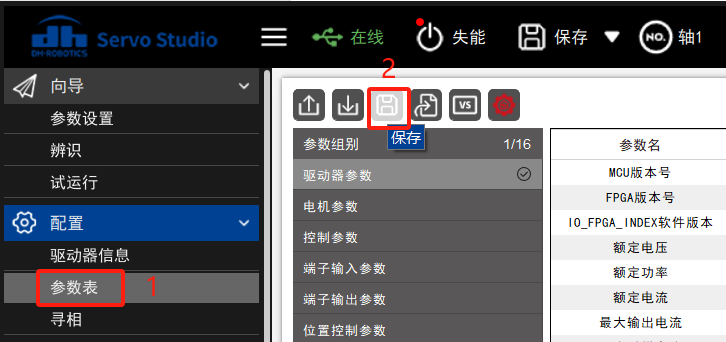 DH-ROBOTICS Servo Studio 在线 失能 保存 NO. 轴1
2
向导
参数设置
辨识
试运行
配置
驱动器信息
参数表 1
寻相
VS
保存
参数组别 1/16
驱动器参数
电机参数
控制参数
端子输入参数
端子输出参数
位置控制参数
参数名
MCU版本号
FPGA版本号
IO_FPGA_INDEX软件版本
额定电压
额定功率
额定电流
最大输出电流